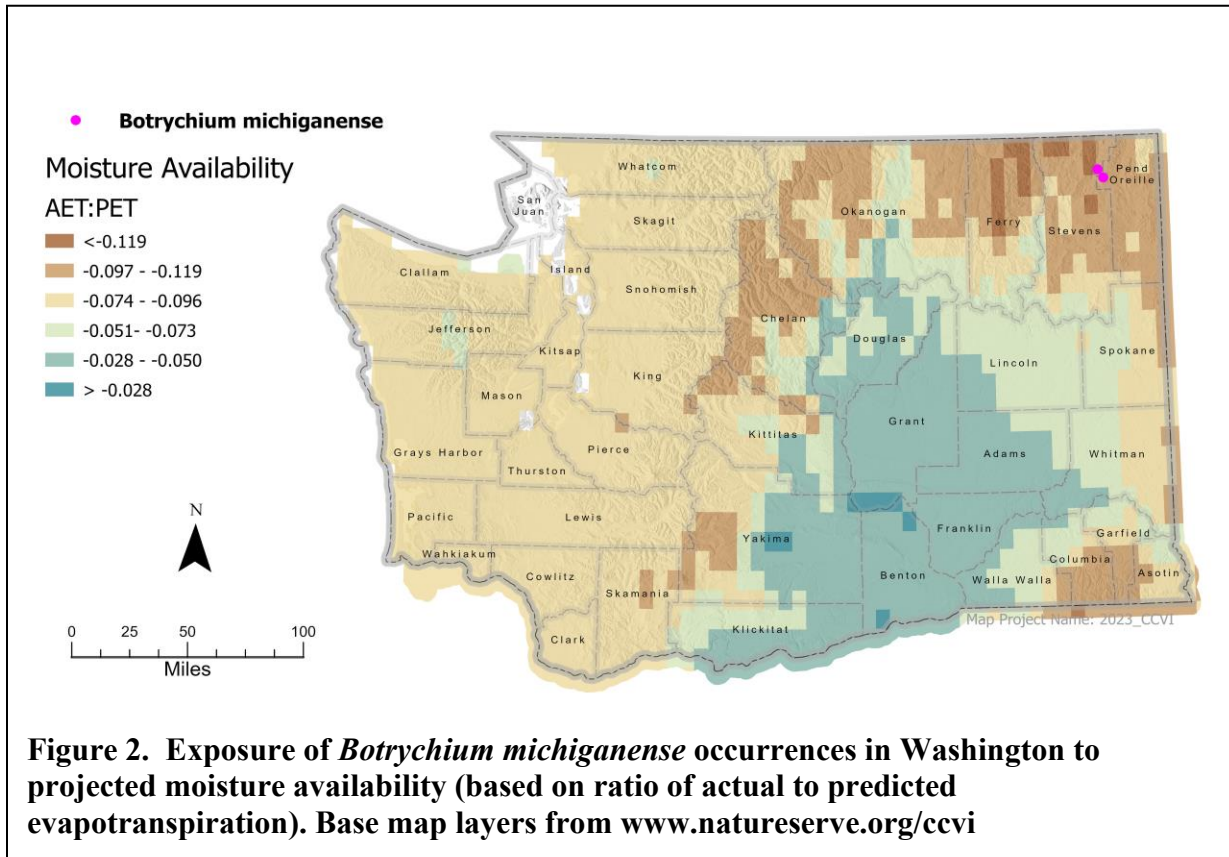 Botrychium michiganense
Moisture Availability
AET:PET
<-0.119
-0.097 - -0.119
-0.074 - -0.096
-0.051- -0.073
-0.028 - -0.050
> -0.028
N
0 25 50 100
Miles
Whatcom
San
Juan
Skagit
Island
Clallam
Snohomish
Jefferson
Kitsap
King
Mason
Grays Harbor
Thurston
Pierce
Pacific
Lewis
Wahkiakum
Cowlitz
Skamania
Clark
Okanogan
Ferry
Stevens
Pend
Oreille
Chelan
Douglas
Lincoln
Spokane
Kittitas
Grant
Adams
Whitman
Yakima
Franklin
Garfield
Columbia
Benton
Walla Walla
Asotin
Klickitat
Map Project Name: 2023_CCVI
Figure 2. Exposure of Botrychium michiganense occurrences in Washington to
projected moisture availability (based on ratio of actual to predicted
evapotranspiration). Base map layers from www.natureserve.org/ccvi